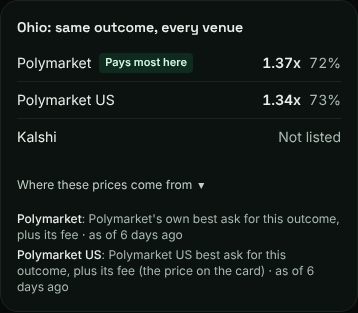 Ohio: same outcome, every venue
Polymarket Pays most here 1.37x 72%
Polymarket US 1.34x 73%
Kalshi Not listed
Where these prices come from ▾
Polymarket: Polymarket's own best ask for this outcome,
plus its fee · as of 6 days ago
Polymarket US: Polymarket US best ask for this
outcome, plus its fee (the price on the card) · as of 6
days ago